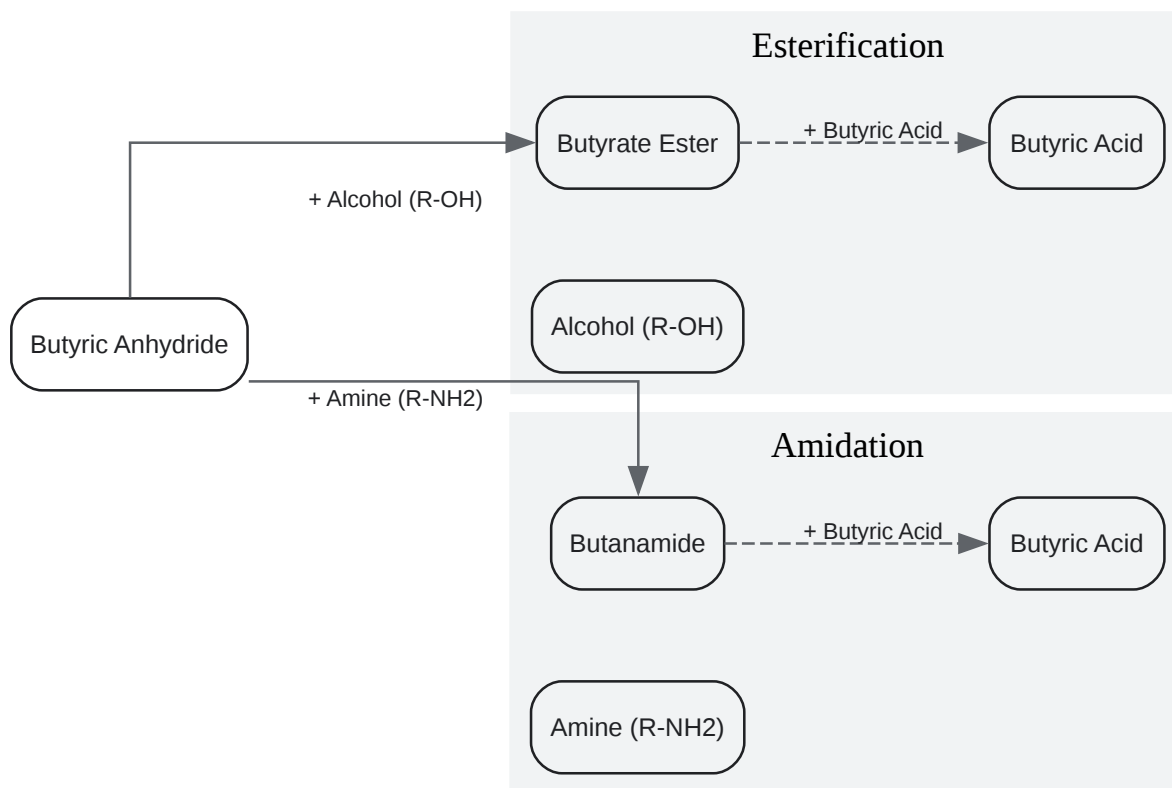 Esterification
Butyrate Ester
+ Butyric Acid
Butyric Acid
+ Alcohol (R-OH)
Butyric Anhydride
Alcohol (R-OH)
+ Amine (R-NH2)
Amidation
Butanamide
+ Butyric Acid
Butyric Acid
Amine (R-NH2)